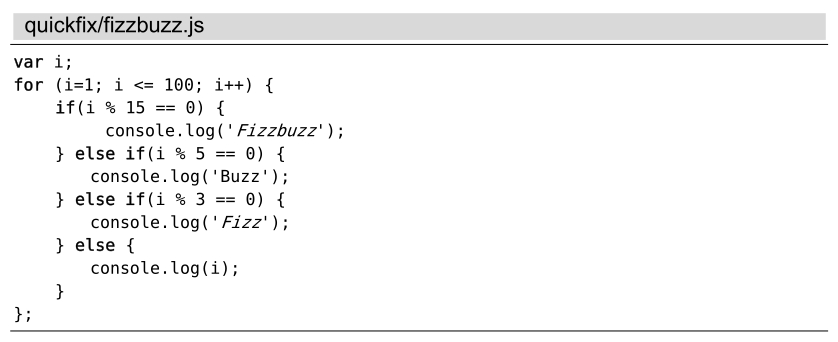 quickfix/fizzbuzz.js
var i;
for (i=1; i <= 100; i++) {
    if(i % 15 == 0) {
         console.log('Fizzbuzz');
    } else if(i % 5 == 0) {
        console.log('Buzz');
    } else if(i % 3 == 0) {
        console.log('Fizz');
    } else {
        console.log(i);
    }
};